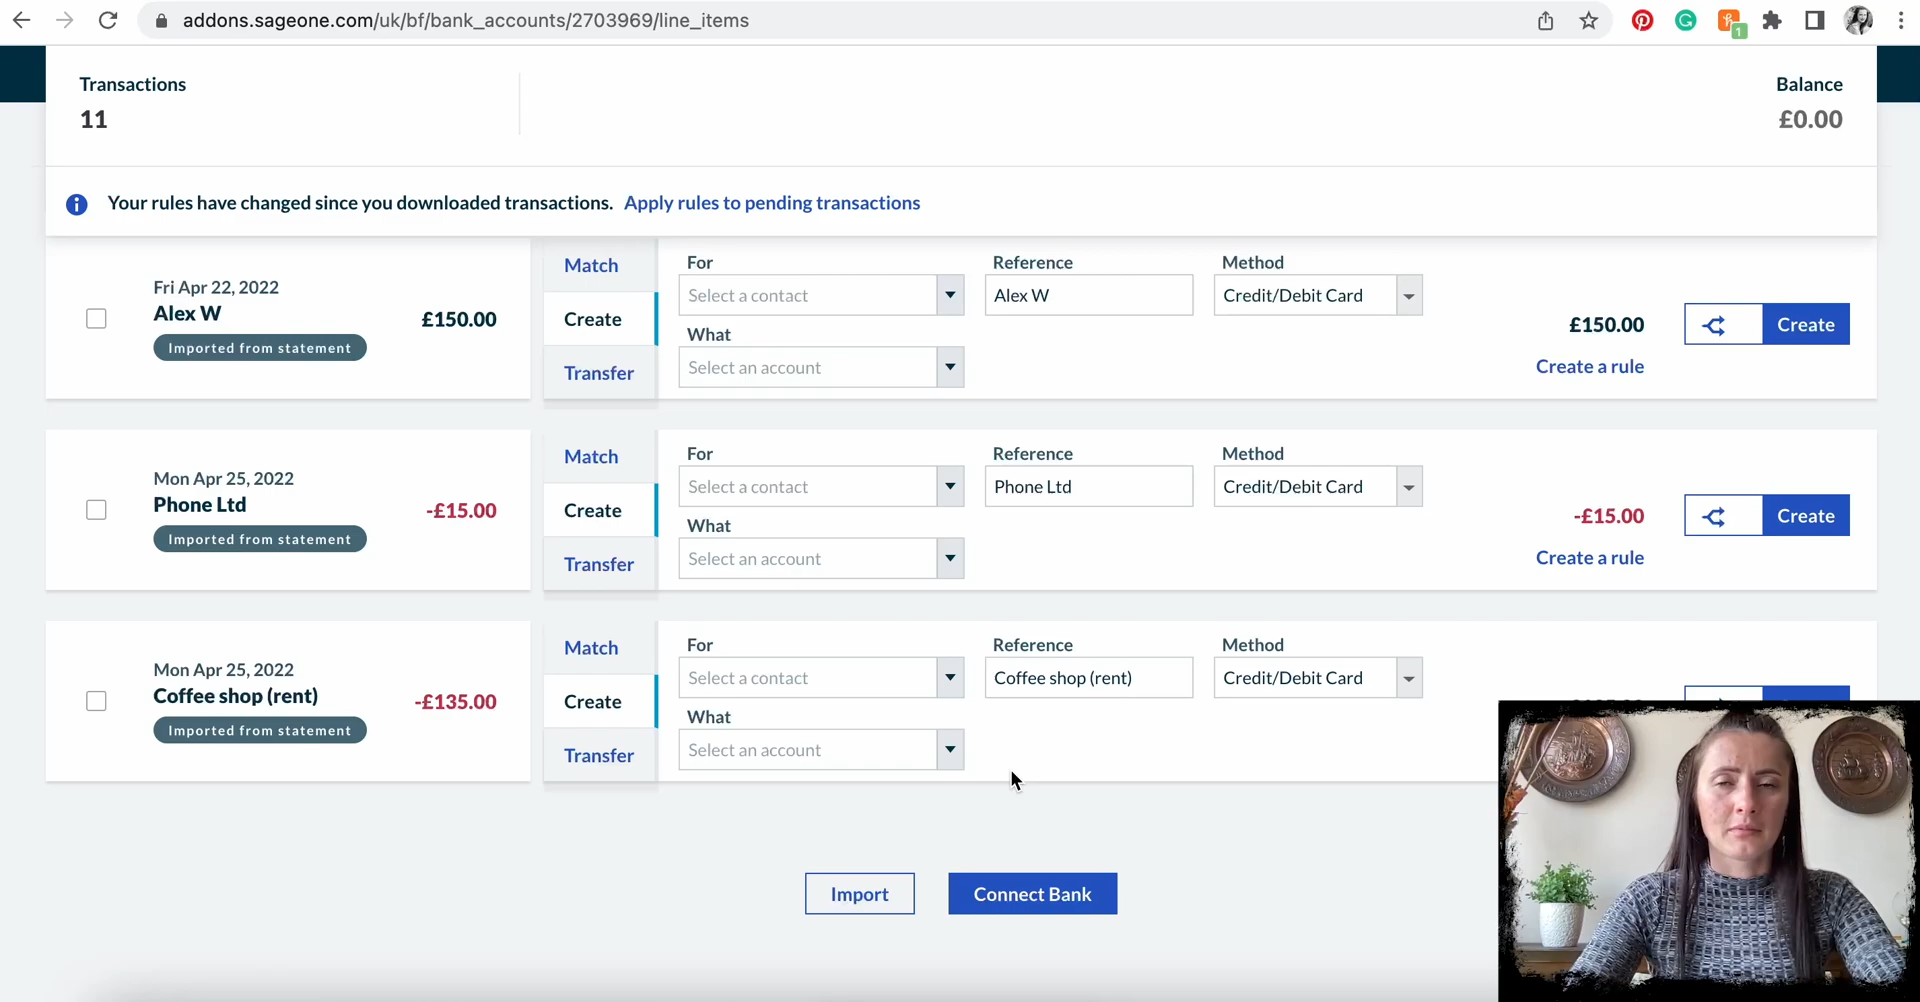 addons.sageone.com/uk/bf/bank_accounts/2703969/line_items
1
Transactions
11
Balance
£0.00
Your rules have changed since you downloaded transactions. Apply rules to pending transactions
Fri Apr 22, 2022
Alex W
Imported from statement
£150.00
Match
Create
Transfer
For
Select a contact
What
Select an account
Reference
Alex W
Method
Credit/Debit Card
£150.00
Create a rule
Create
Mon Apr 25, 2022
Phone Ltd
Imported from statement
-£15.00
Match
Create
Transfer
For
Select a contact
What
Select an account
Reference
Phone Ltd
Method
Credit/Debit Card
-£15.00
Create a rule
Create
Mon Apr 25, 2022
Coffee shop (rent)
Imported from statement
-£135.00
Match
Create
Transfer
For
Select a contact
What
Select an account
Reference
Coffee shop (rent)
Method
Credit/Debit Card
Import
Connect Bank